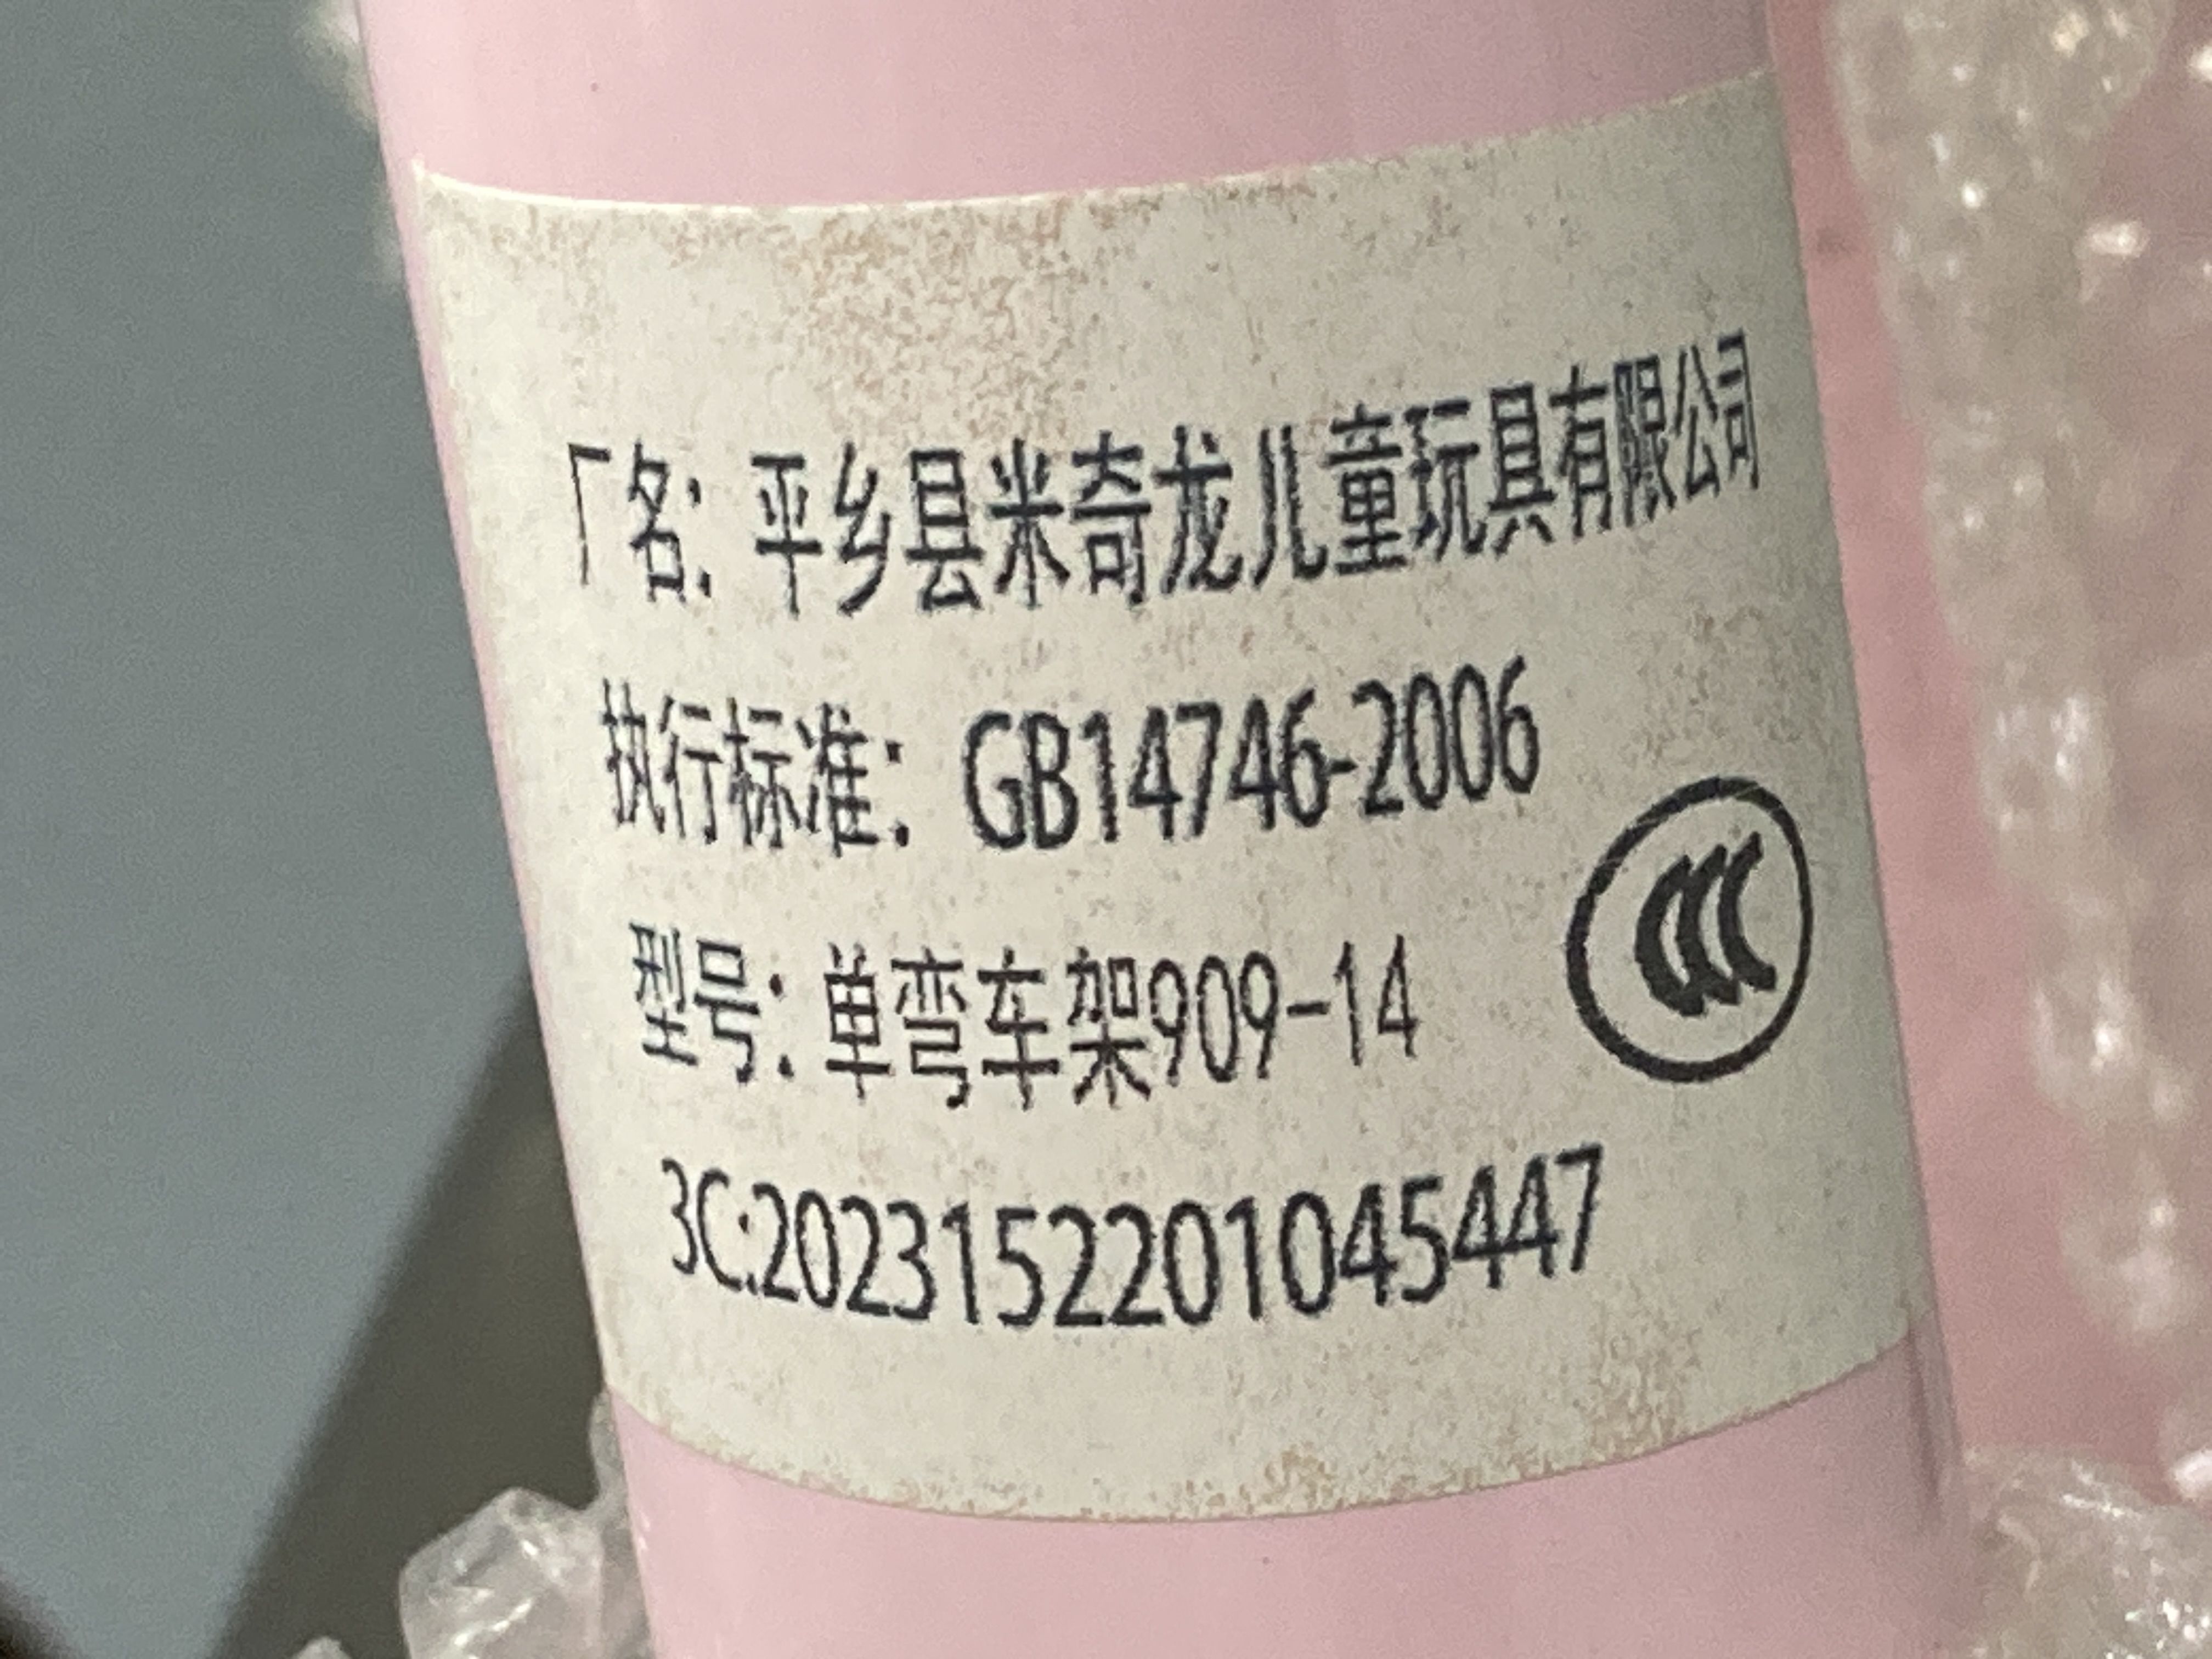 厂名：平乡县米奇龙儿童玩具有限公司
执行标准：GB14746-2006
型号：单弯车架909-14
CCC
3C:2023152201045447